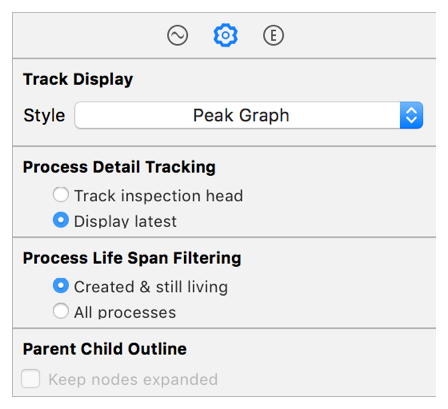 E
Track Display
Style Peak Graph
Process Detail Tracking
Track inspection head
Display latest
Process Life Span Filtering
Created & still living
All processes
Parent Child Outline
Keep nodes expanded